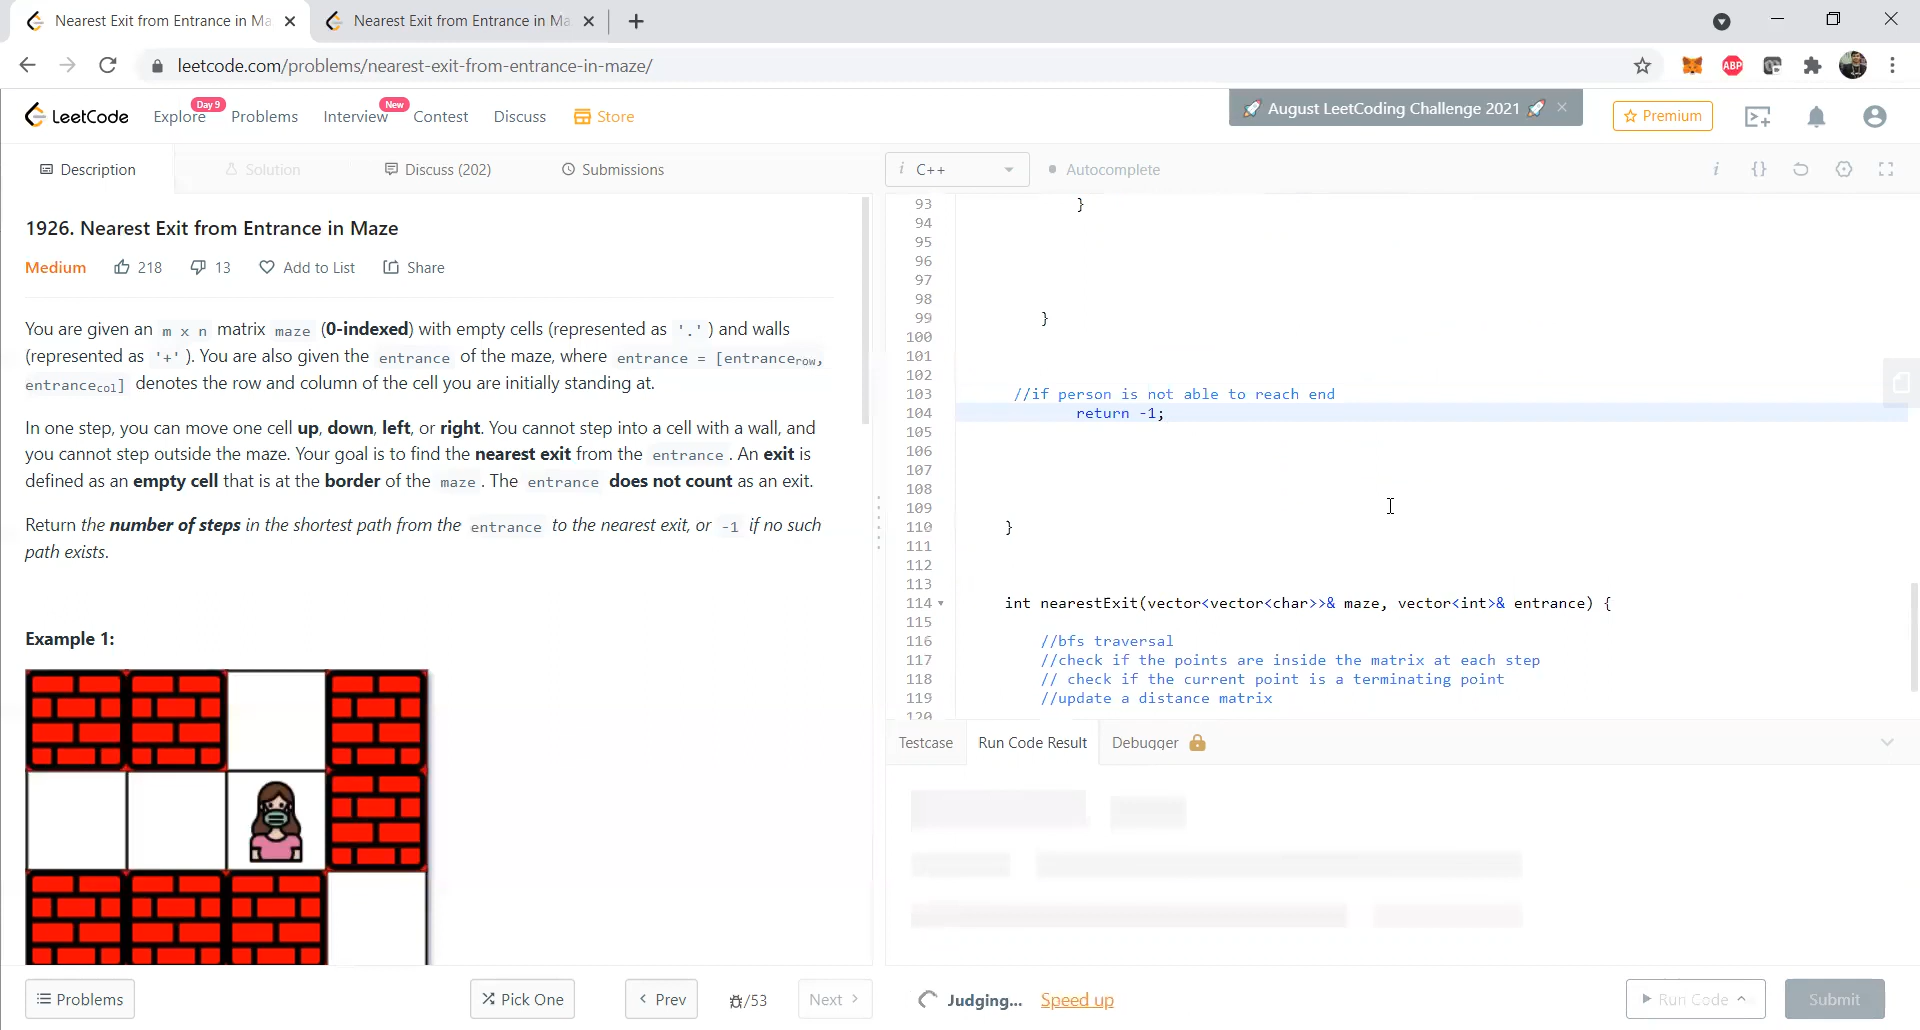 Nearest Exit from Entrance in Ma
Nearest Exit from Entrance in Ma
leetcode.com/problems/nearest-exit-from-entrance-in-maze/
ABP
LeetCode
Explore
Day 9
Problems
Interview
New
Contest
Discuss
Store
🚀 August LeetCoding Challenge 2021 🚀
Premium
Description
Solution
Discuss (202)
Submissions
i C++
Autocomplete
i {}
1926. Nearest Exit from Entrance in Maze
Medium 218 13 Add to List Share
You are given an m x n matrix maze (0-indexed) with empty cells (represented as '.') and walls
(represented as '+'). You are also given the entrance of the maze, where entrance = [entrancerow,
entrancecol] denotes the row and column of the cell you are initially standing at.
In one step, you can move one cell up, down, left, or right. You cannot step into a cell with a wall, and
you cannot step outside the maze. Your goal is to find the nearest exit from the entrance. An exit is
defined as an empty cell that is at the border of the maze. The entrance does not count as an exit.
Return the number of steps in the shortest path from the entrance to the nearest exit, or -1 if no such
path exists.
Example 1:
93 }
94
95
96
97
98
99 }
100
101
102
103 //if person is not able to reach end
104 return -1;
105
106
107
108
109
110 }
111
112
113
114 int nearestExit(vector<vector<char>>& maze, vector<int>& entrance) {
115
116 //bfs traversal
117 //check if the points are inside the matrix at each step
118 // check if the current point is a terminating point
119 //update a distance matrix
120
Testcase
Run Code Result
Debugger
Problems
Pick One
< Prev
/53
Next >
Judging...
Speed up
Run Code
Submit